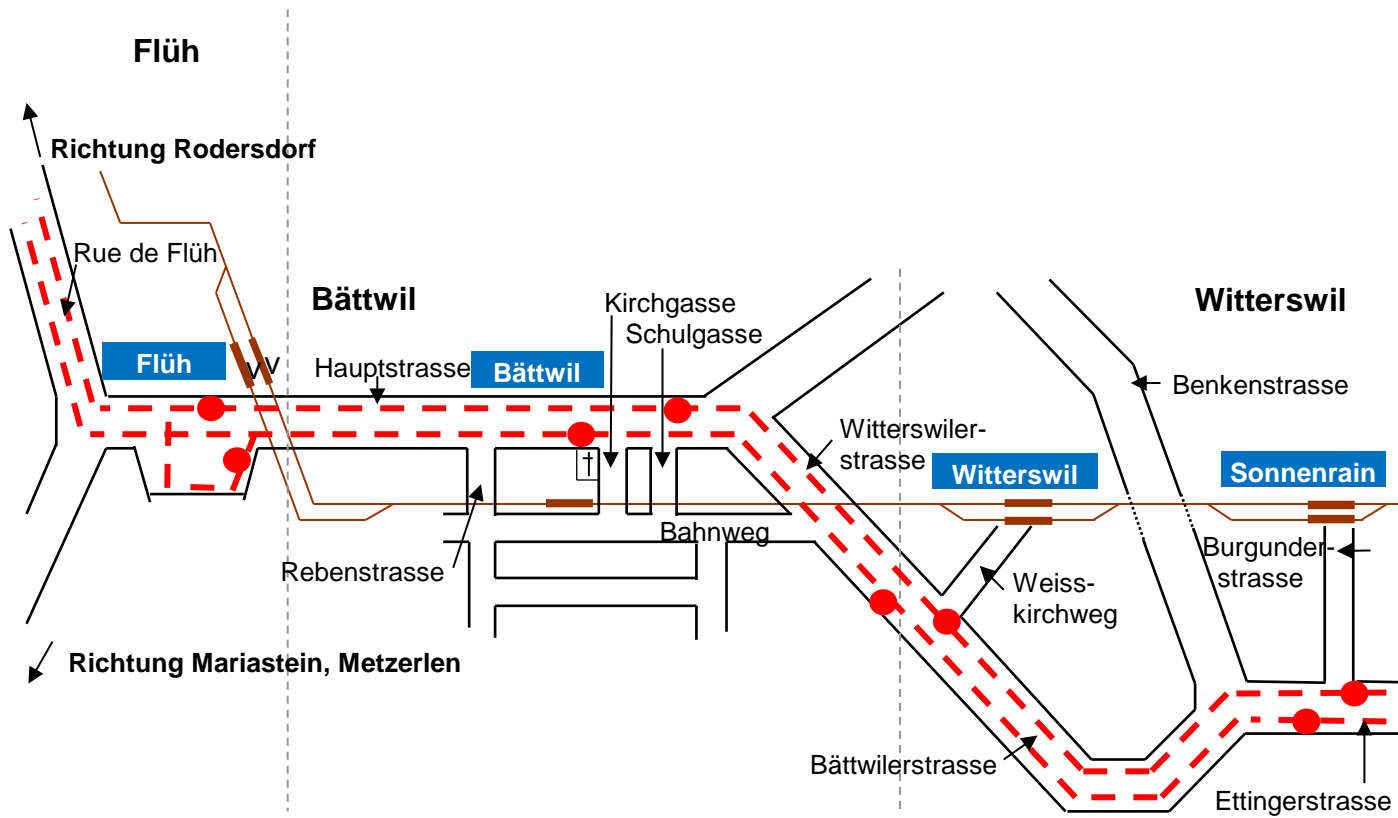 Flüh
Richtung Rodersdorf
Rue de Flüh
Bättwil
Kirchgasse
Schulgasse
Witterswil
Flüh
Hauptstrasse
Bättwil
Benkenstrasse
Witterswiler-
strasse
Witterswil
Sonnenrain
Bahnweg
Rebenstrasse
Burgunder-
strasse
Weiss-
kirchweg
Richtung Mariastein, Metzerlen
Bättwilerstrasse
Ettingerstrasse